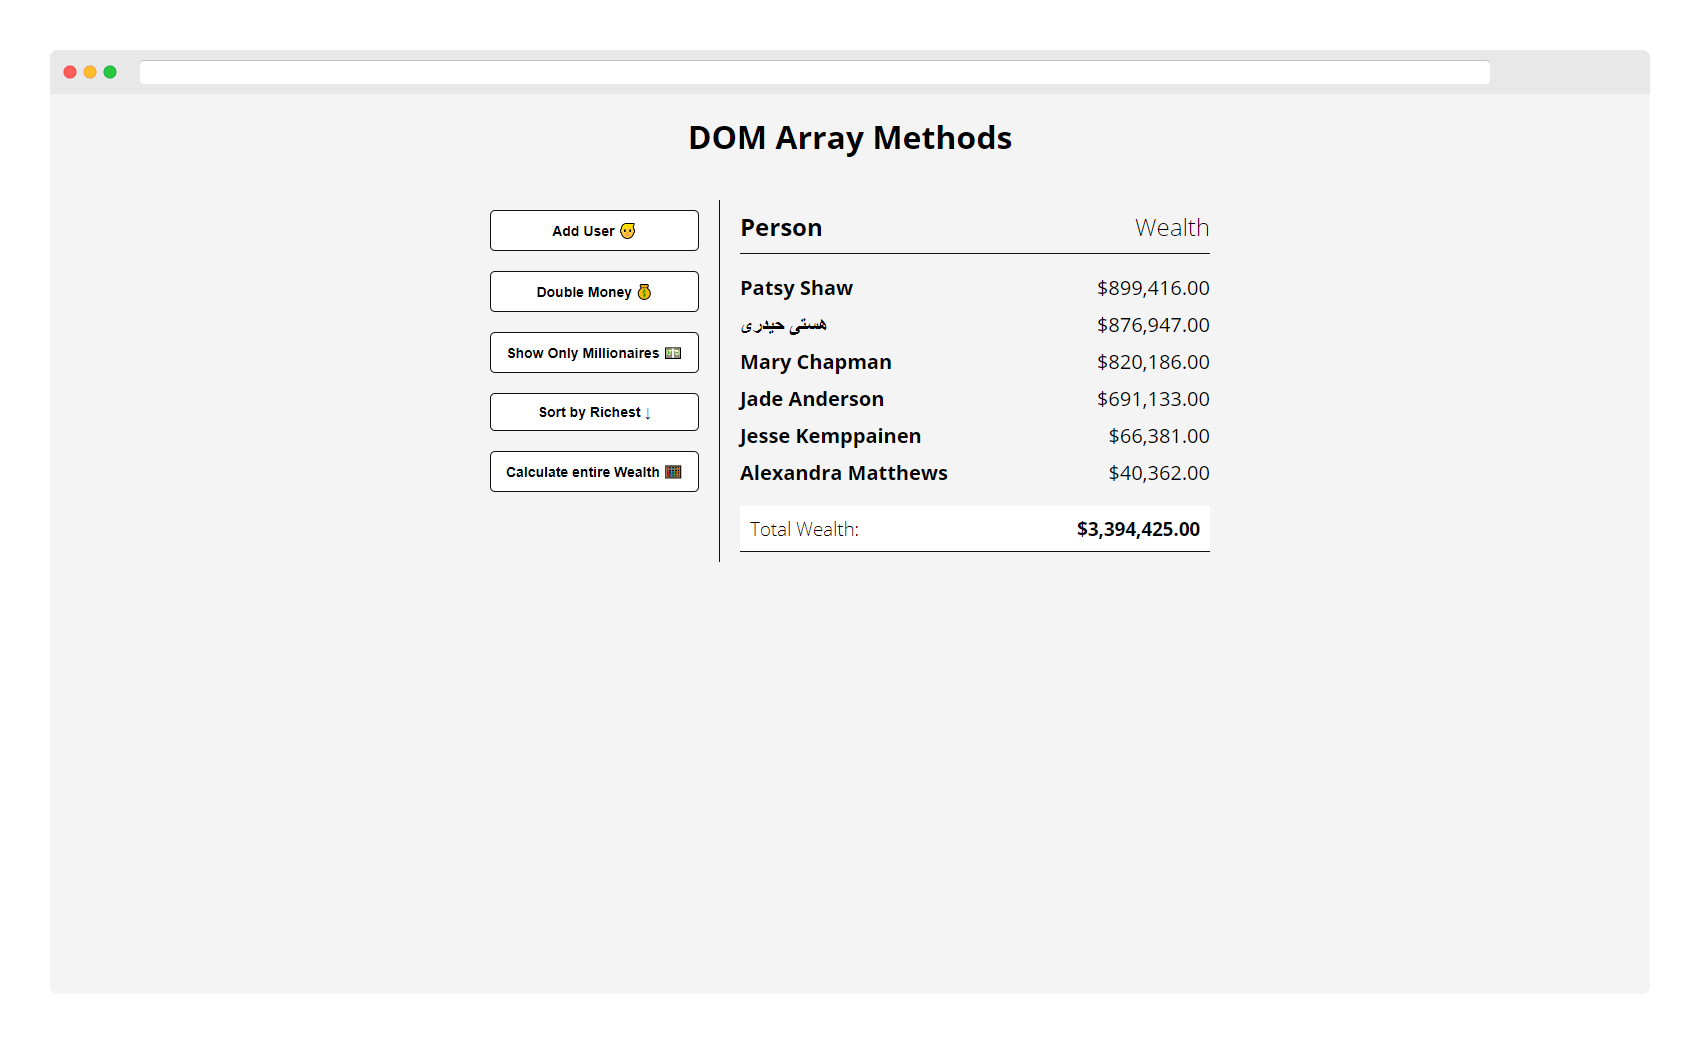 DOM Array Methods
Add User 👱
Double Money 💰
Show Only Millionaires 💵
Sort by Richest ↓
Calculate entire Wealth 🧮
Person Wealth
Patsy Shaw $899,416.00
هستی حیدری $876,947.00
Mary Chapman $820,186.00
Jade Anderson $691,133.00
Jesse Kemppainen $66,381.00
Alexandra Matthews $40,362.00
Total Wealth: $3,394,425.00